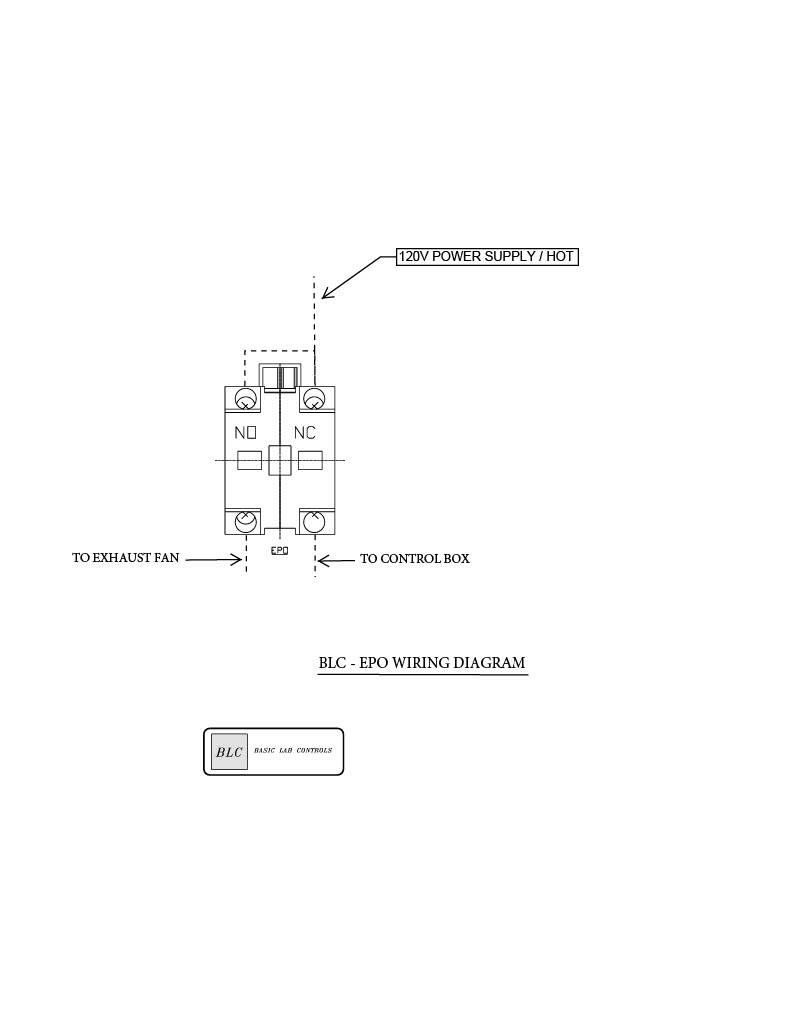 120V POWER SUPPLY / HOT
NO NC
EPO
TO EXHAUST FAN
TO CONTROL BOX
BLC - EPO WIRING DIAGRAM
BLC BASIC LAB CONTROLS